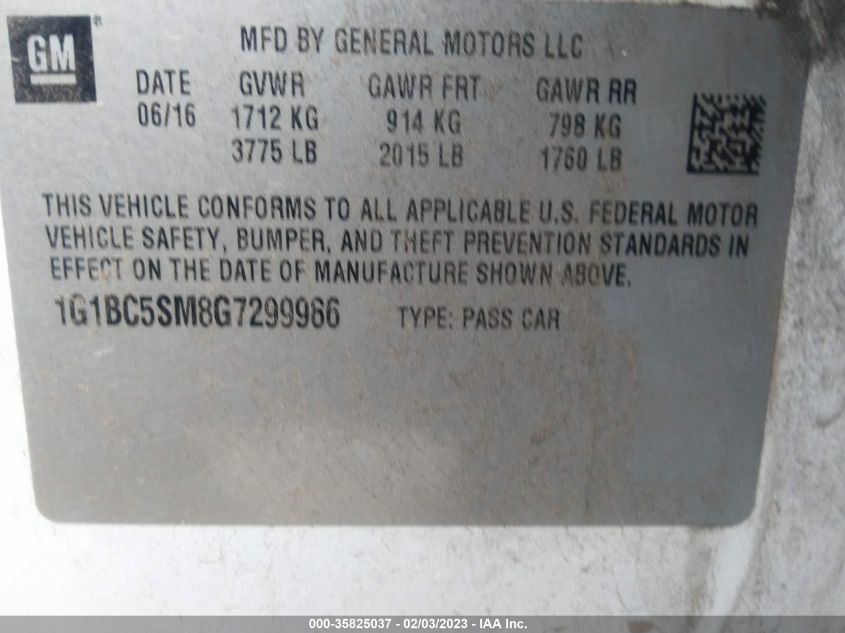 GM®
MFD BY GENERAL MOTORS LLC
DATE GVWR GAWR FRT GAWR RR
06/16 1712 KG 914 KG 798 KG
3775 LB 2015 LB 1760 LB
THIS VEHICLE CONFORMS TO ALL APPLICABLE U.S. FEDERAL MOTOR
VEHICLE SAFETY, BUMPER, AND THEFT PREVENTION STANDARDS IN
EFFECT ON THE DATE OF MANUFACTURE SHOWN ABOVE.
1G1BC5SM8G7299966 TYPE: PASS CAR
000-35825037 - 02/03/2023 - IAA Inc.